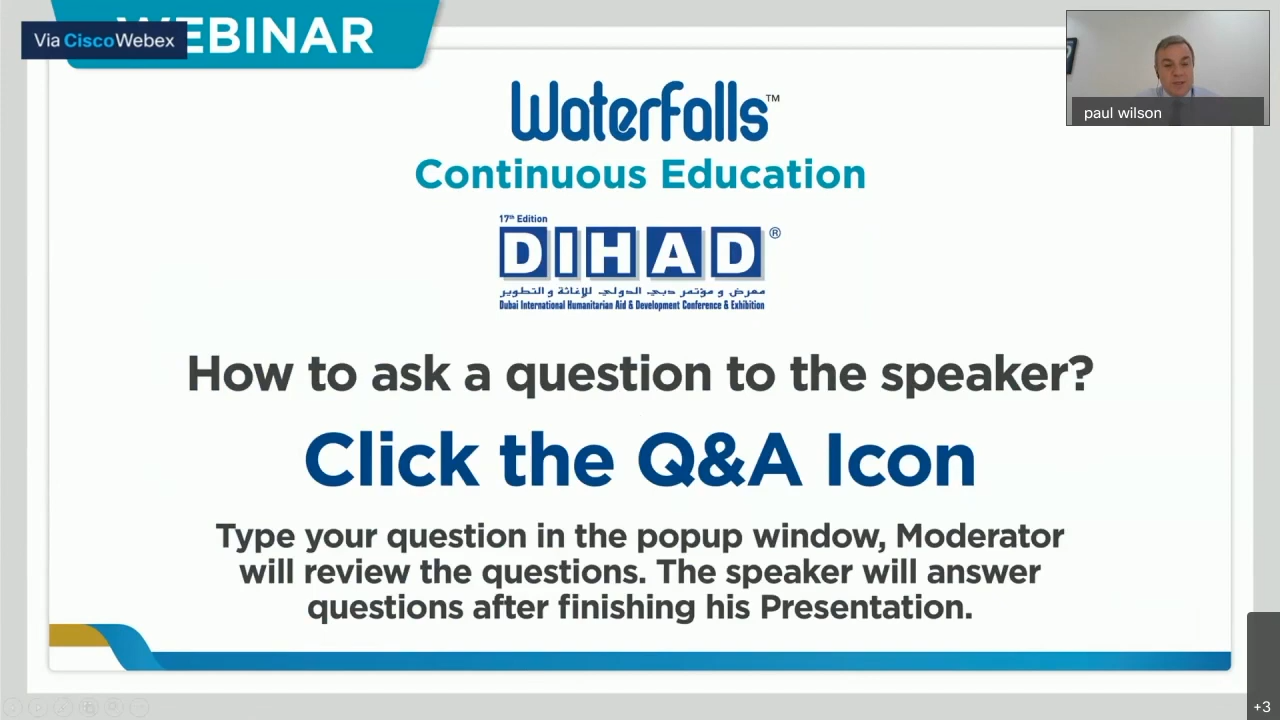 WEBINAR
Via CiscoWebex
paul wilson
Waterfalls™
Continuous Education
17th Edition
DIHAD®
معرض و مؤتمر دبي الدولي للإغاثة و التطوير
Dubai International Humanitarian Aid & Development Conference & Exhibition
How to ask a question to the speaker?
Click the Q&A Icon
Type your question in the popup window, Moderator
will review the questions. The speaker will answer
questions after finishing his Presentation.
+3